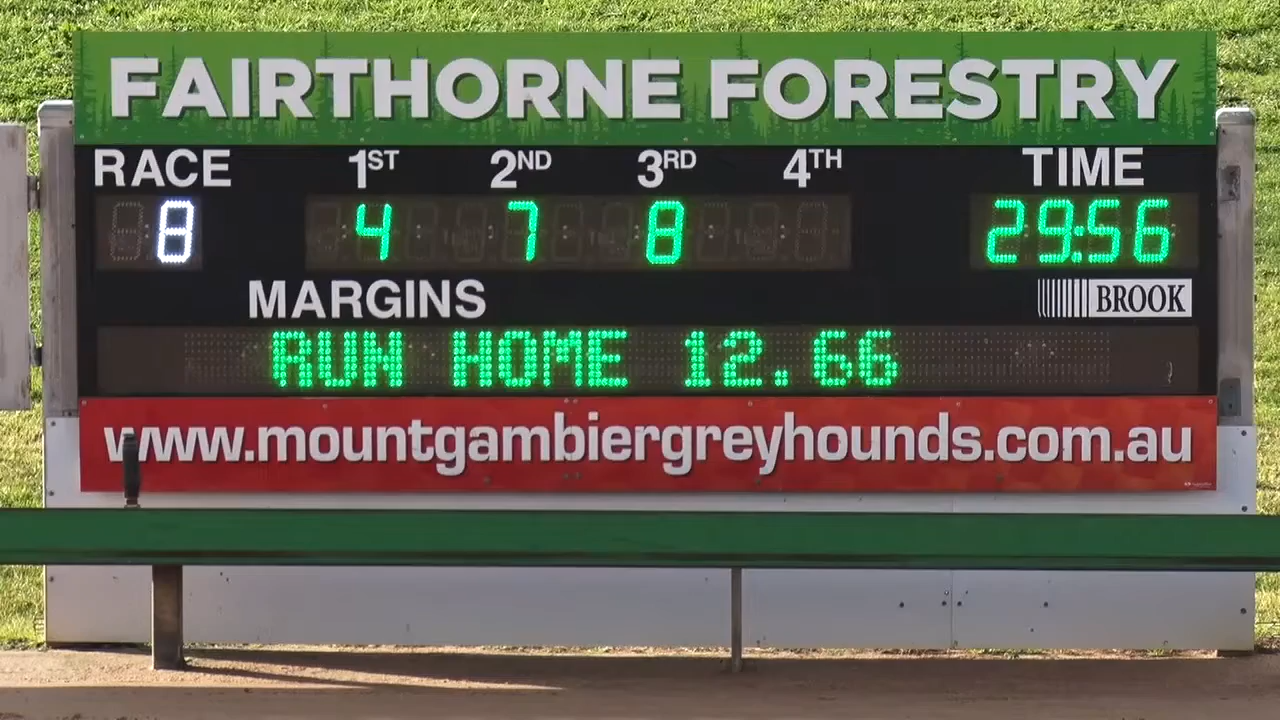 FAIRTHORNE FORESTRY
RACE 1ST 2ND 3RD 4TH TIME
8 4 7 8 29:56
MARGINS BROOK
RUN HOME 12.66
www.mountgambiergreyhounds.com.au